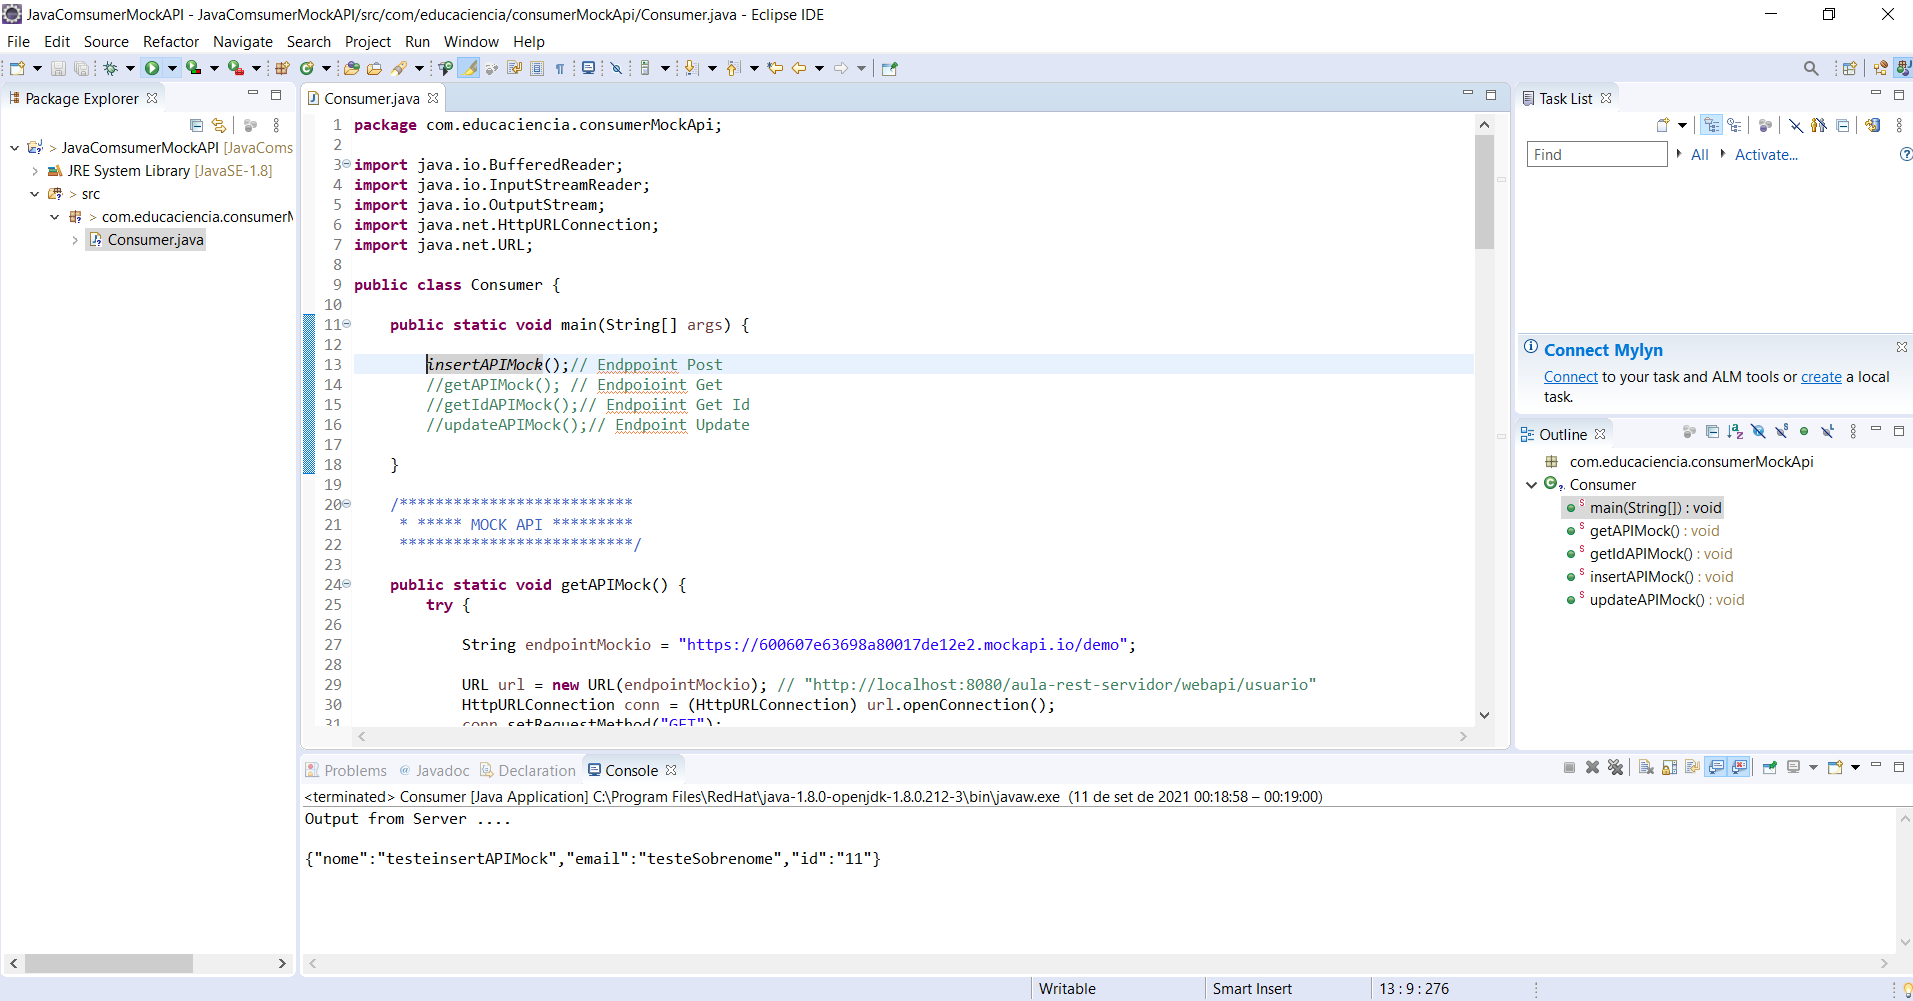 JavaComsumerMockAPI - JavaComsumerMockAPI/src/com/educaciencia/consumerMockApi/Consumer.java - Eclipse IDE
File Edit Source Refactor Navigate Search Project Run Window Help
Package Explorer
JavaComsumerMockAPI [JavaComs
JRE System Library [JavaSE-1.8]
> src
> com.educaciencia.consumerM
Consumer.java
Consumer.java
1 package com.educaciencia.consumerMockApi;
2
3 import java.io.BufferedReader;
4 import java.io.InputStreamReader;
5 import java.io.OutputStream;
6 import java.net.HttpURLConnection;
7 import java.net.URL;
8
9 public class Consumer {
10
11 public static void main(String[] args) {
12
13 insertAPIMock();// Endppoint Post
14 //getAPIMock(); // Endpoioint Get
15 //getIdAPIMock();// Endpoiint Get Id
16 //updateAPIMock();// Endpoint Update
17
18 }
19
20 /**************************
21 * ***** MOCK API *********
22 **************************/
23
24 public static void getAPIMock() {
25 try {
26
27 String endpointMockio = "https://600607e63698a80017de12e2.mockapi.io/demo";
28
29 URL url = new URL(endpointMockio); // "http://localhost:8080/aula-rest-servidor/webapi/usuario"
30 HttpURLConnection conn = (HttpURLConnection) url.openConnection();
31 conn.setRequestMethod("GET");
Task List
Find All Activate...
Connect Mylyn
Connect to your task and ALM tools or create a local
task.
Outline
com.educaciencia.consumerMockApi
Consumer
main(String[]) : void
getAPIMock() : void
getIdAPIMock() : void
insertAPIMock() : void
updateAPIMock() : void
Problems @ Javadoc Declaration Console
<terminated> Consumer [Java Application] C:\Program Files\RedHat\java-1.8.0-openjdk-1.8.0.212-3\bin\javaw.exe (11 de set de 2021 00:18:58 – 00:19:00)
Output from Server ....
{"nome":"testeinsertAPIMock","email":"testeSobrenome","id":"11"}
Writable Smart Insert 13 : 9 : 276